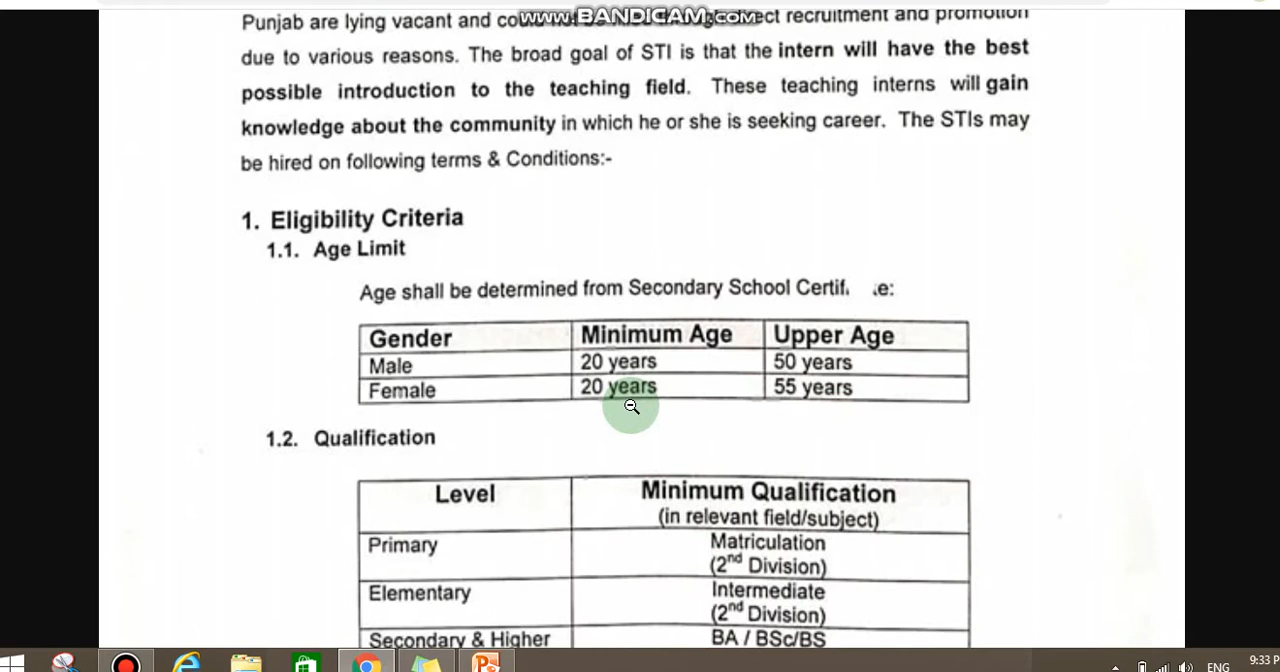 Punjab are lying vacant and direct recruitment and promotion
www.BANDICAM.com
due to various reasons. The broad goal of STI is that the intern will have the best
possible introduction to the teaching field. These teaching interns will gain
knowledge about the community in which he or she is seeking career. The STIs may
be hired on following terms & Conditions:-
1. Eligibility Criteria
1.1. Age Limit
Age shall be determined from Secondary School
Gender Minimum Age Upper Age
Male 20 years 50 years
Female 20 years 55 years
1.2. Qualification
Level Minimum Qualification
(in relevant field/subject)
Primary Matriculation
(2nd Division)
Elementary Intermediate
(2nd Division)
Secondary & Higher BA / BSc/BS
ENG 9:33 P